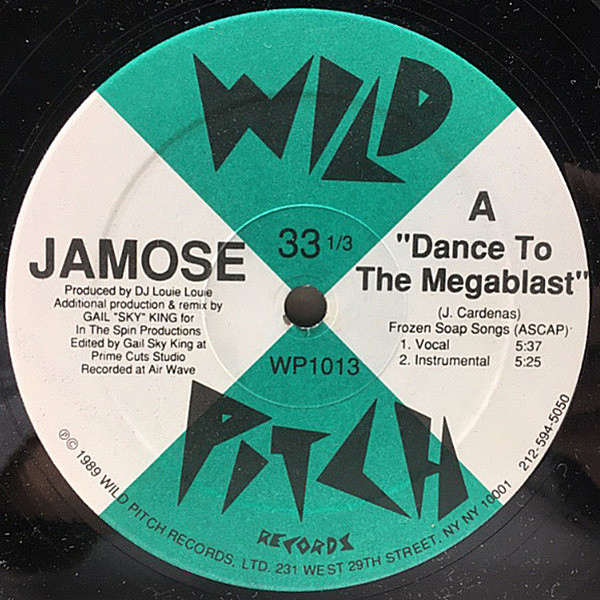 WILD
JAMOSE
Produced by DJ Louie Louie
Additional production & remix by
GAIL "SKY" KING for
In The Spin Productions
Edited by Gail Sky King at
Prime Cuts Studio
Recorded at Air Wave
33 1/3
WP1013
A
"Dance To
The Megablast"
(J. Cardenas)
Frozen Soap Songs (ASCAP)
1. Vocal 5:37
2. Instrumental 5:25
PITCH
RECORDS
℗© 1989 WILD PITCH RECORDS, LTD. 231 WEST 29TH STREET, NY NY 10001 212-594-5050